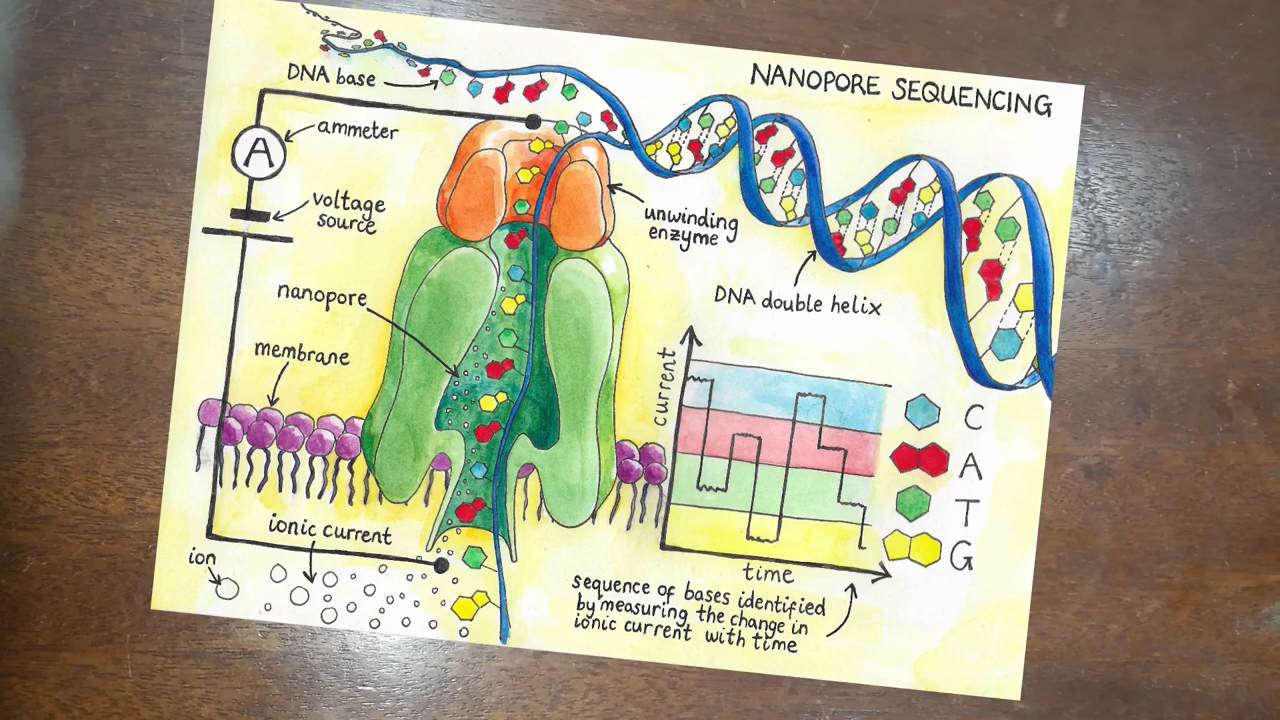 NANOPORE SEQUENCING
DNA base
ammeter
A
voltage
source
unwinding
enzyme
nanopore
DNA double helix
membrane
current
C
A
T
G
ionic current
ion
time
sequence of bases identified
by measuring the change in
ionic current with time